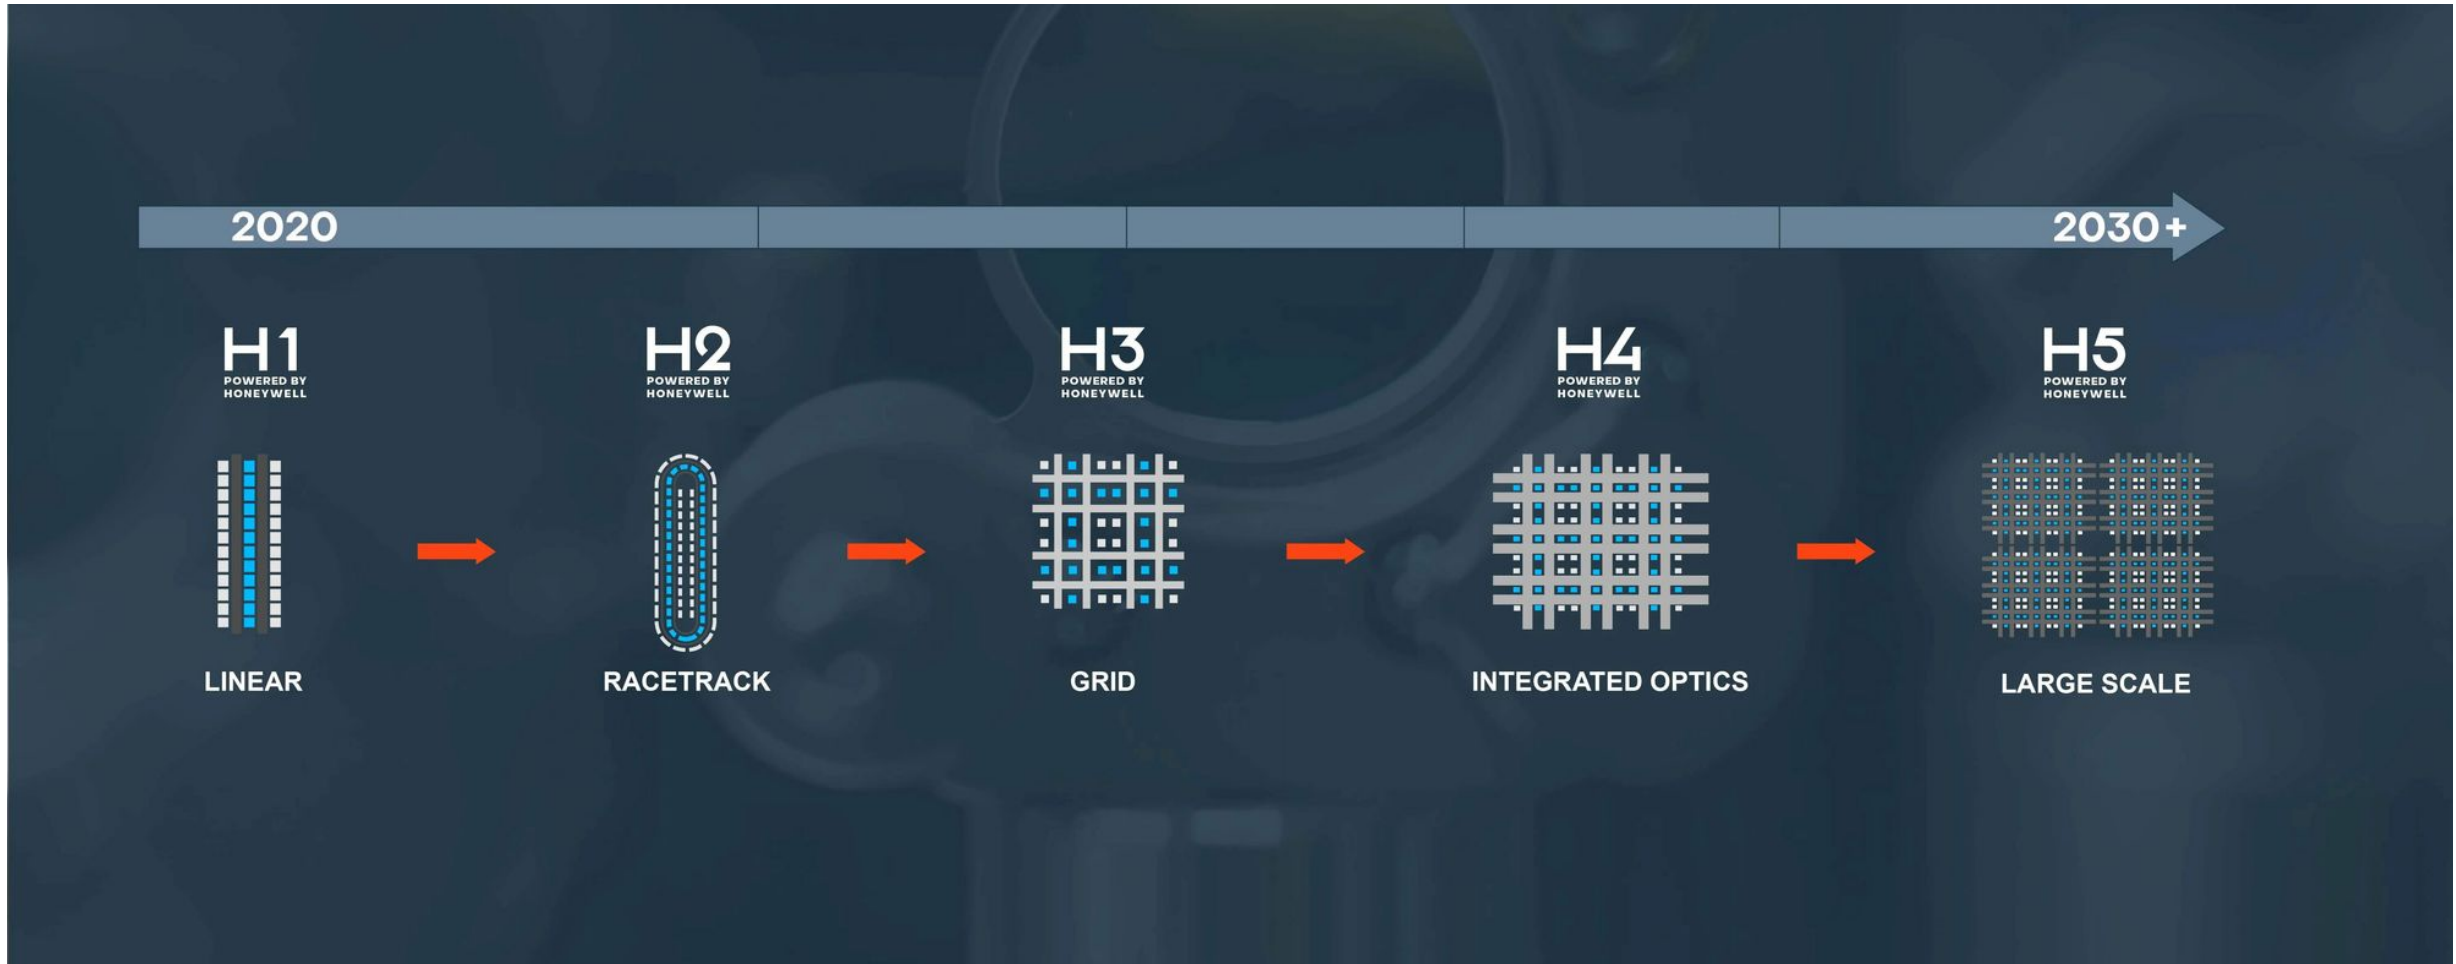 2020
2030+
H1
POWERED BY
HONEYWELL
H2
POWERED BY
HONEYWELL
H3
POWERED BY
HONEYWELL
H4
POWERED BY
HONEYWELL
H5
POWERED BY
HONEYWELL
LINEAR
RACETRACK
GRID
INTEGRATED OPTICS
LARGE SCALE